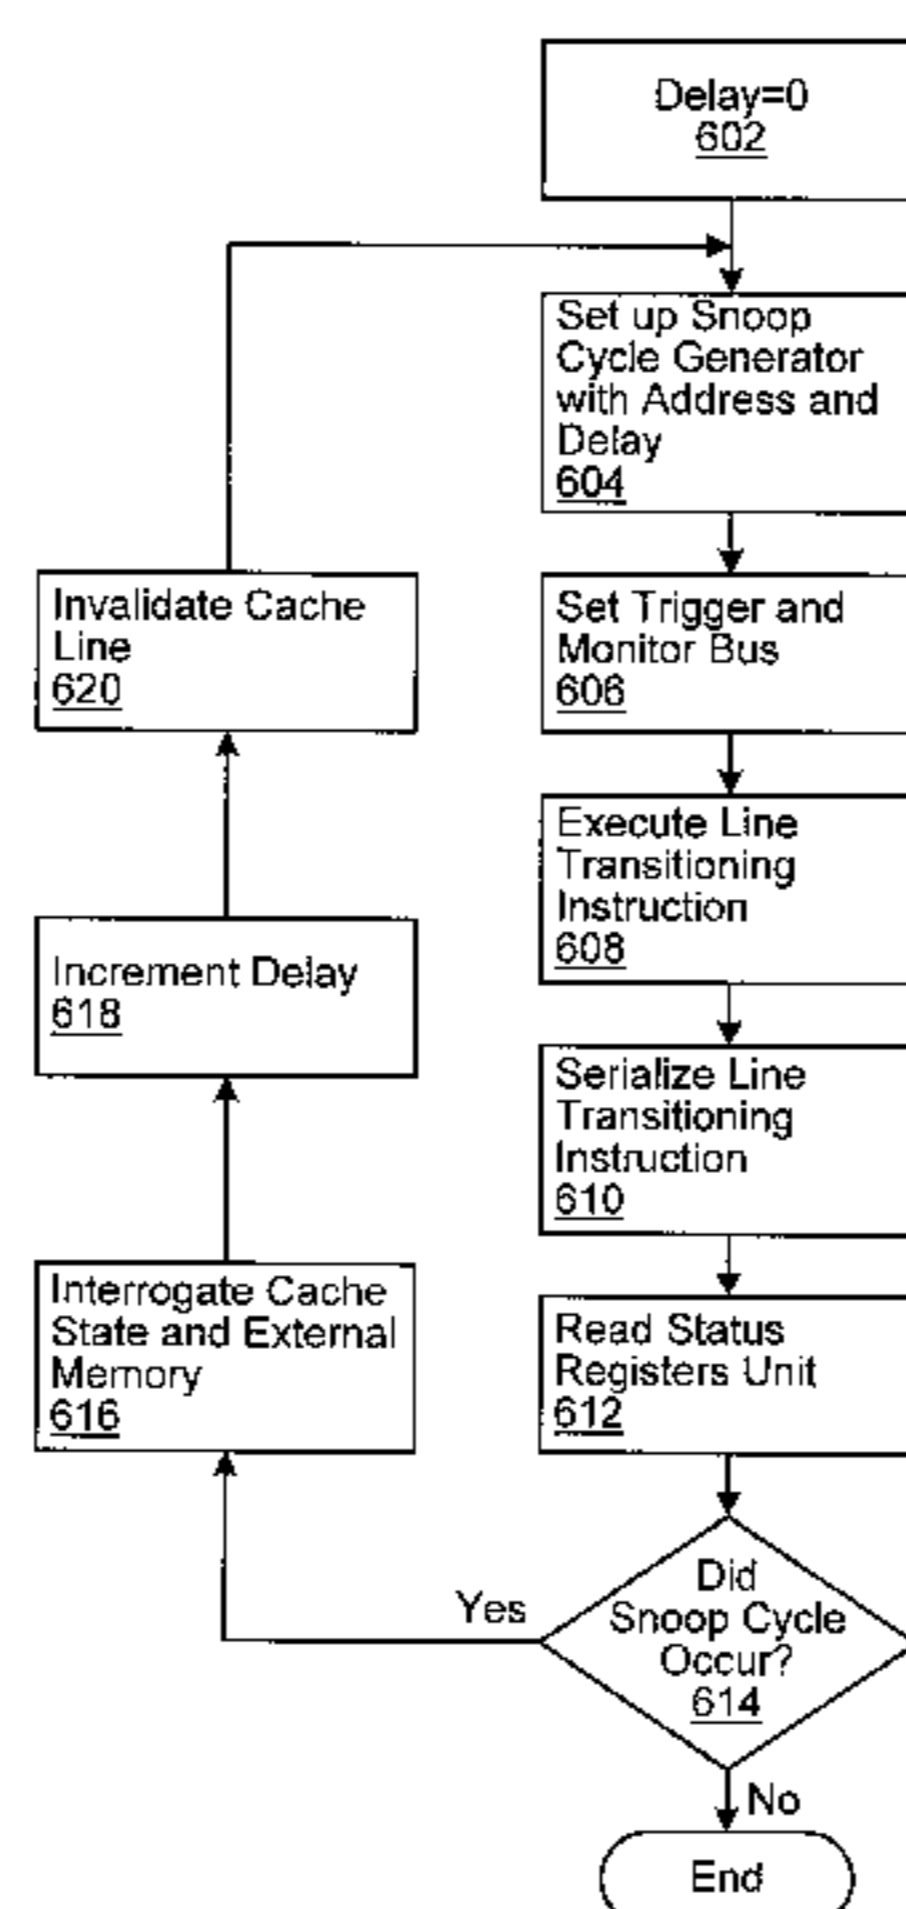 Delay=0
602
Set up Snoop
Cycle Generator
with Address and
Delay
604
Set Trigger and
Monitor Bus
606
Execute Line
Transitioning
Instruction
608
Serialize Line
Transitioning
Instruction
610
Read Status
Registers Unit
612
Did
Snoop Cycle
Occur?
614
Yes
No
End
Interrogate Cache
State and External
Memory
616
Increment Delay
618
Invalidate Cache
Line
620